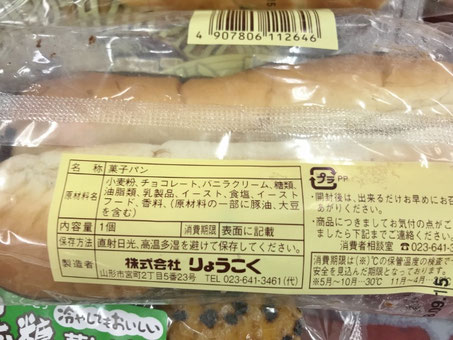 4 907806 112646
名　称 菓子パン
原材料名 小麦粉、チョコレート、バニラクリーム、糖類、
油脂類、乳製品、イースト、食塩、イースト
フード、香料、(原材料の一部に豚油、大豆
を含む)
内容量 1個 消費期限 表面に記載
保存方法 直射日光、高温多湿を避けて保存してください。
製造者 株式会社 りょうこく
山形市宮町2丁目5番23号 TEL 023-641-3461(代)
プラ PP
・開封後は、出来るだけお早めにお召
あがりください。
・商品につきましてお気付の点がござ
ましたら下記までご連絡ください。
消費者相談室 ☎023-64
消費期限は(※)℃の保管温度の検査で
安全を見込んだ期限となっております。
※5月~10月…30℃ 11月~4月…
冷やしてもおいしい